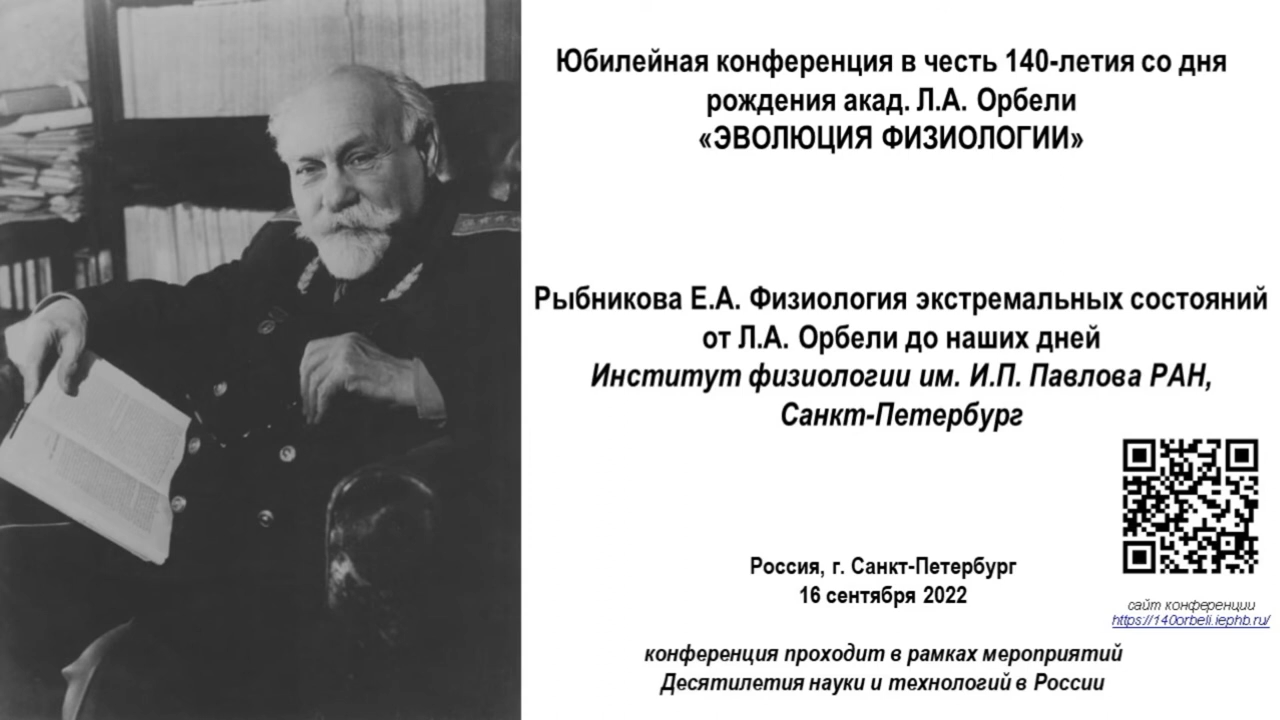 Юбилейная конференция в честь 140-летия со дня
рождения акад. Л.А. Орбели
«ЭВОЛЮЦИЯ ФИЗИОЛОГИИ»
Рыбникова Е.А. Физиология экстремальных состояний
от Л.А. Орбели до наших дней
Институт физиологии им. И.П. Павлова РАН,
Санкт-Петербург
Россия, г. Санкт-Петербург
16 сентября 2022
сайт конференции
https://140orbeli.iephb.ru/
конференция проходит в рамках мероприятий
Десятилетия науки и технологий в России